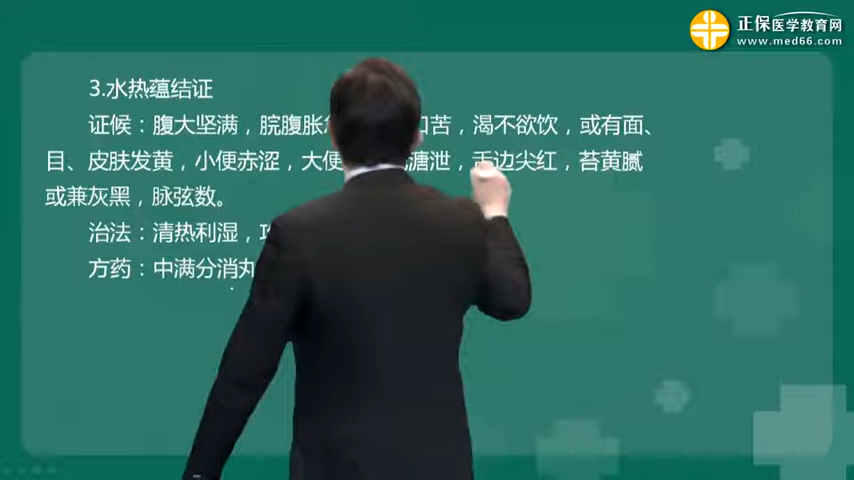 正保医学教育网
www.med66.com
3.水热蕴结证
证候：腹大坚满，脘腹胀 口苦，渴不欲饮，或有面、
目、皮肤发黄，小便赤涩，大便 溏泄，舌边尖红，苔黄腻
或兼灰黑，脉弦数。
治法：清热利湿，
方药：中满分消丸